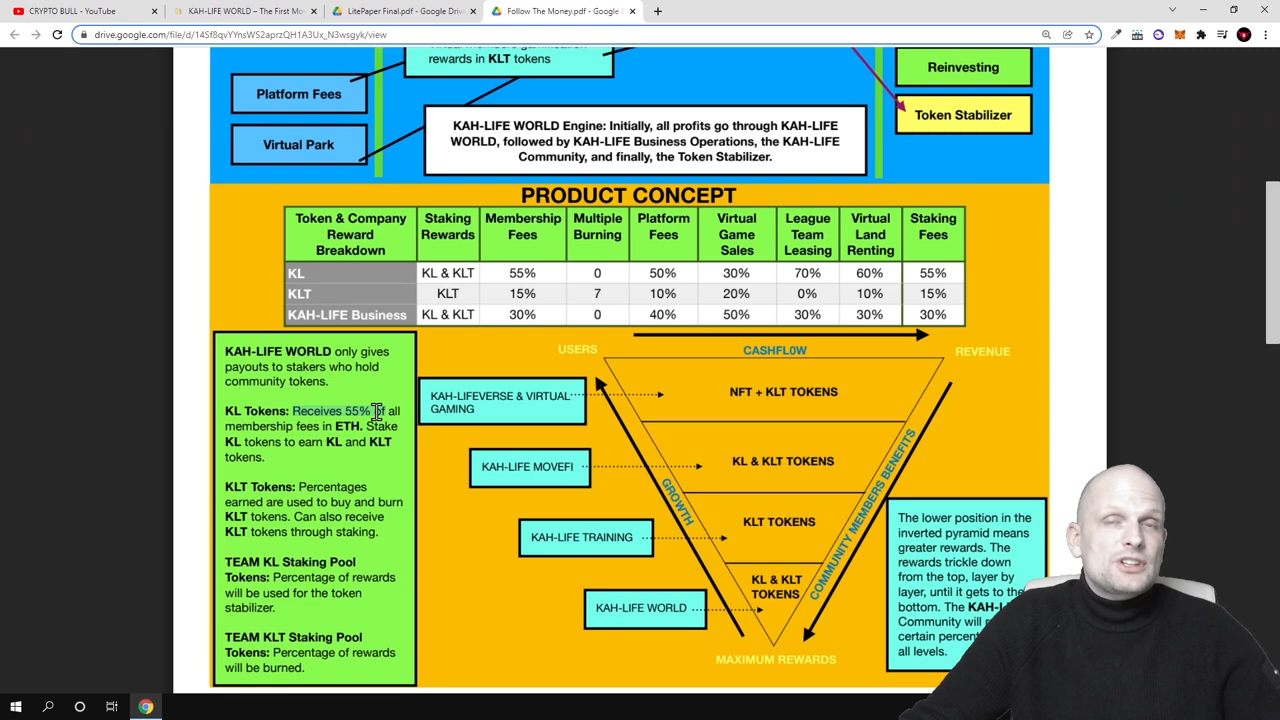 CRYPTO BULL - YouTube
KAH-LIFE WORLD – The First Mo
LitePaper Final.pdf - Google Driv
Follow The Money.pdf - Google
drive.google.com/file/d/14Sf8qvYYnsWS2aprzQH1A3Ux_N3wsgyk/view
rewards in KLT tokens
Platform Fees
Virtual Park
Reinvesting
Token Stabilizer
KAH-LIFE WORLD Engine: Initially, all profits go through KAH-LIFE
WORLD, followed by KAH-LIFE Business Operations, the KAH-LIFE
Community, and finally, the Token Stabilizer.
PRODUCT CONCEPT
Token & Company Reward Breakdown Staking Rewards Membership Fees Multiple Burning Platform Fees Virtual Game Sales League Team Leasing Virtual Land Renting Staking Fees
KL KL & KLT 55% 0 50% 30% 70% 60% 55%
KLT KLT 15% 7 10% 20% 0% 10% 15%
KAH-LIFE Business KL & KLT 30% 0 40% 50% 30% 30% 30%
KAH-LIFE WORLD only gives
payouts to stakers who hold
community tokens.
KL Tokens: Receives 55% of all
membership fees in ETH. Stake
KL tokens to earn KL and KLT
tokens.
KLT Tokens: Percentages
earned are used to buy and burn
KLT tokens. Can also receive
KLT tokens through staking.
TEAM KL Staking Pool
Tokens: Percentage of rewards
will be used for the token
stabilizer.
TEAM KLT Staking Pool
Tokens: Percentage of rewards
will be burned.
USERS
CASHFL0W
REVENUE
KAH-LIFEVERSE & VIRTUAL
GAMING
NFT + KLT TOKENS
KAH-LIFE MOVEFI
KL & KLT TOKENS
KAH-LIFE TRAINING
KLT TOKENS
KAH-LIFE WORLD
KL & KLT
TOKENS
GROWTH
COMMUNITY MEMBERS BENEFITS
MAXIMUM REWARDS
The lower position in the
inverted pyramid means
greater rewards. The
rewards trickle down
from the top, layer by
layer, until it gets to the
bottom. The
Community will
certain
all levels.